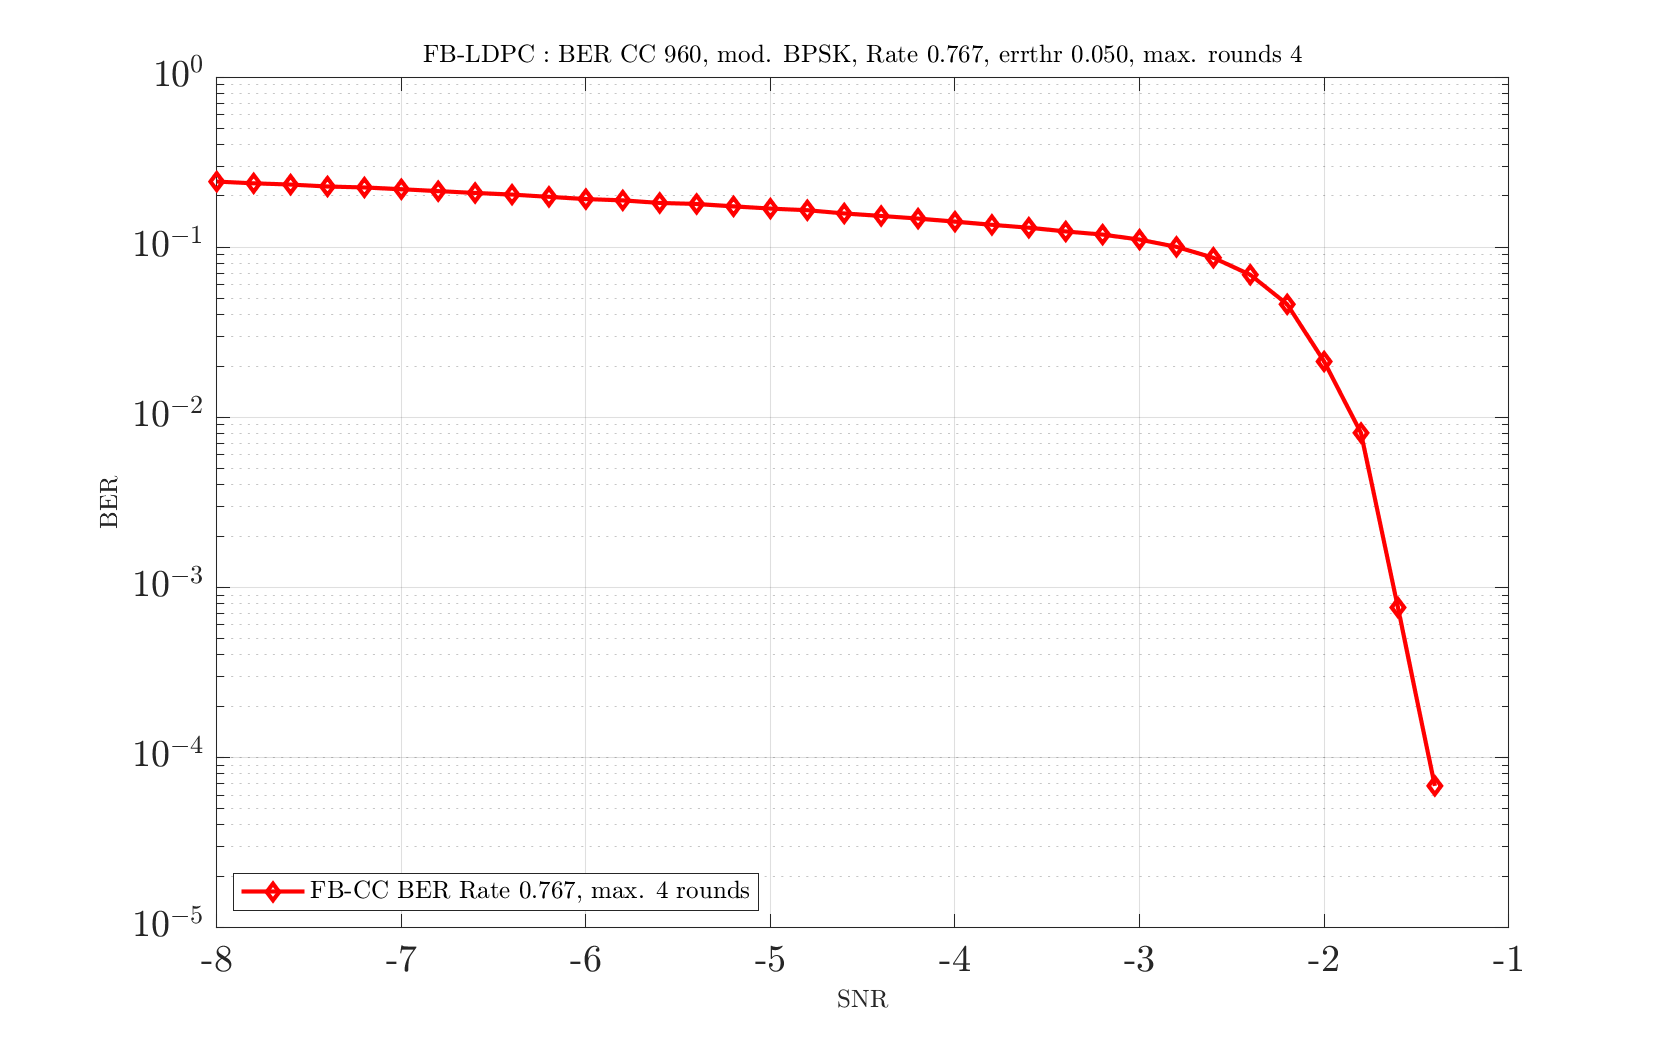 FB-LDPC : BER CC 960, mod. BPSK, Rate 0.767, errthr 0.050, max. rounds 4
10^0
10^{-1}
10^{-2}
10^{-3}
10^{-4}
10^{-5}
BER
FB-CC BER Rate 0.767, max. 4 rounds
-8 -7 -6 -5 -4 -3 -2 -1
SNR